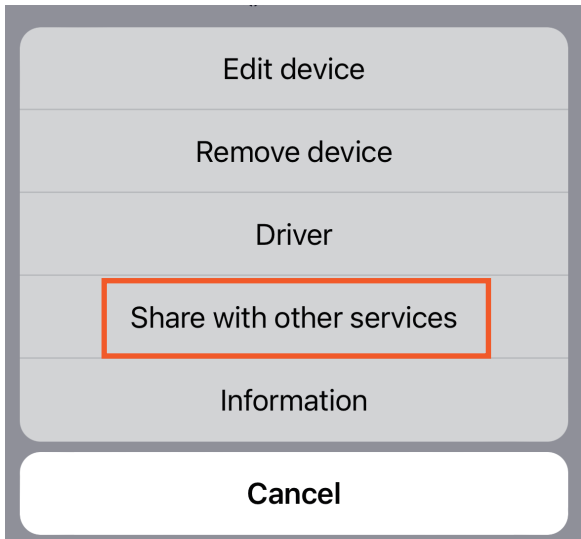 Edit device
Remove device
Driver
Share with other services
Information
Cancel